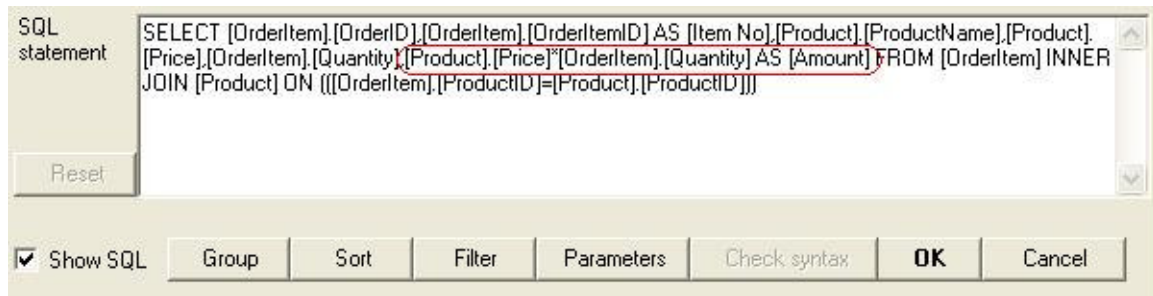 SQL
statement
SELECT [OrderItem].[OrderID],[OrderItem].[OrderItemID] AS [Item No],[Product].[ProductName],[Product].
[Price],[OrderItem].[Quantity],[Product].[Price]*[OrderItem].[Quantity] AS [Amount] FROM [OrderItem] INNER
JOIN [Product] ON ((([OrderItem].[ProductID]=[Product].[ProductID])))
Reset
Show SQL Group Sort Filter Parameters Check syntax OK Cancel